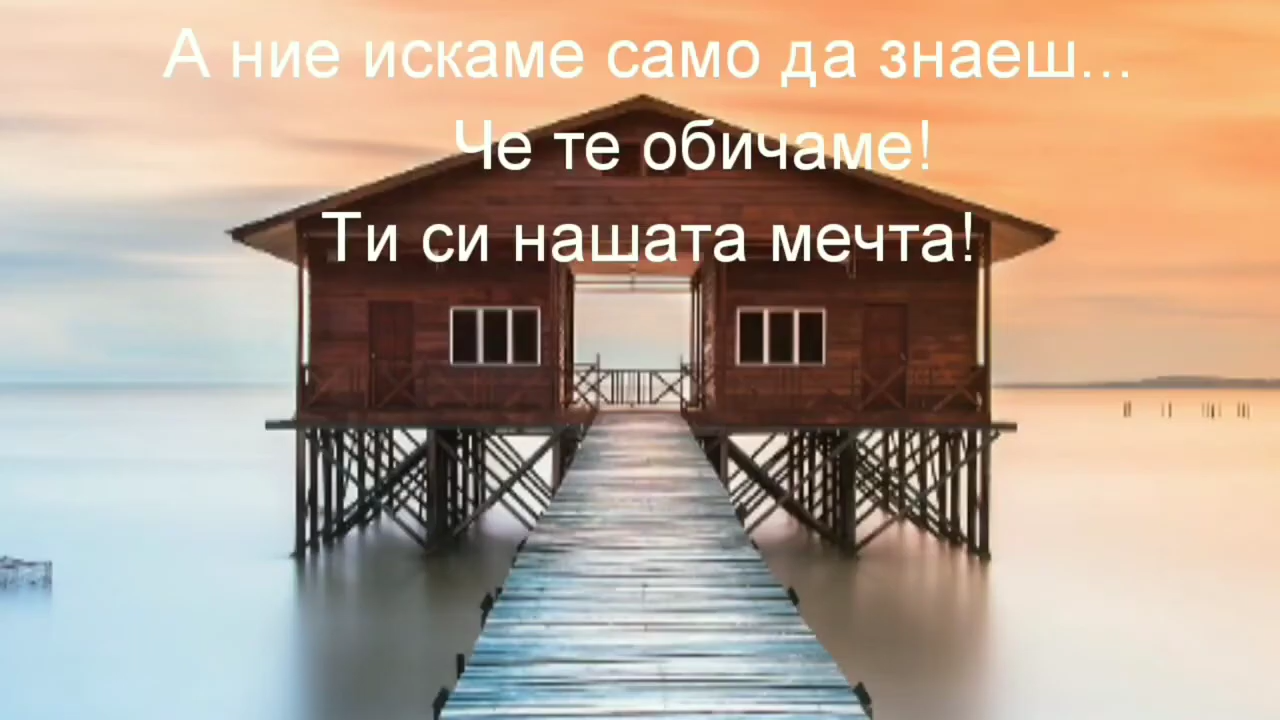 А ние искаме само да знаеш...
Че те обичаме!
Ти си нашата мечта!